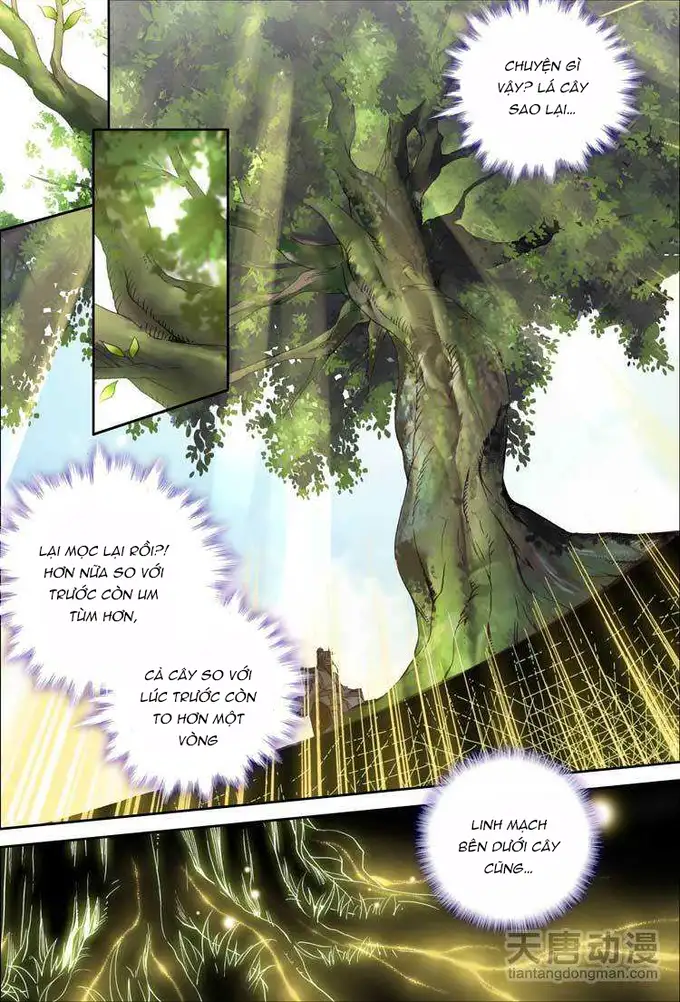 CHUYỆN GÌ
VẬY? LÁ CÂY
SAO LẠI...
LẠI MỌC LẠI RỒI?!
HƠN NỮA SO VỚI
TRƯỚC CÒN UM
TÙM HƠN,
CẢ CÂY SO VỚI
LÚC TRƯỚC CÒN
TO HƠN MỘT
VÒNG
LINH MẠCH
BÊN DƯỚI CÂY
CŨNG...
天唐动漫
tiantangdongman.com